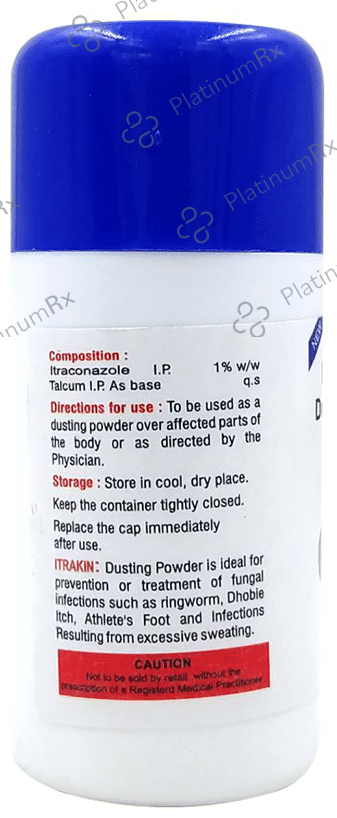 PlatinumRx
PlatinumRx
PlatinumRx
PlatinumRx
Composition :
Itraconazole I.P. 1% w/w
Talcum I.P. As base q.s
Directions for use : To be used as a
dusting powder over affected parts of
the body or as directed by the
Physician.
Storage : Store in cool, dry place.
Keep the container tightly closed.
Replace the cap immediately
after use.
ITRAKIN: Dusting Powder is ideal for
prevention or treatment of fungal
infections such as ringworm, Dhobie
Itch, Athlete's Foot and Infections
Resulting from excessive sweating.
CAUTION
Not to be sold by retail without the
prescription of a Registerd Medical Practitioner